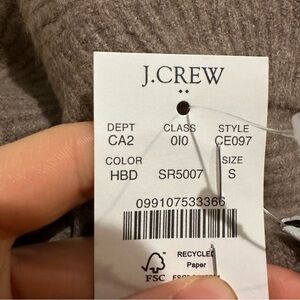 J.CREW
DEPT CLASS STYLE
CA2 0I0 CE097
COLOR SIZE
HBD SR5007 S
099107533366
RECYCLED
Paper
FSC